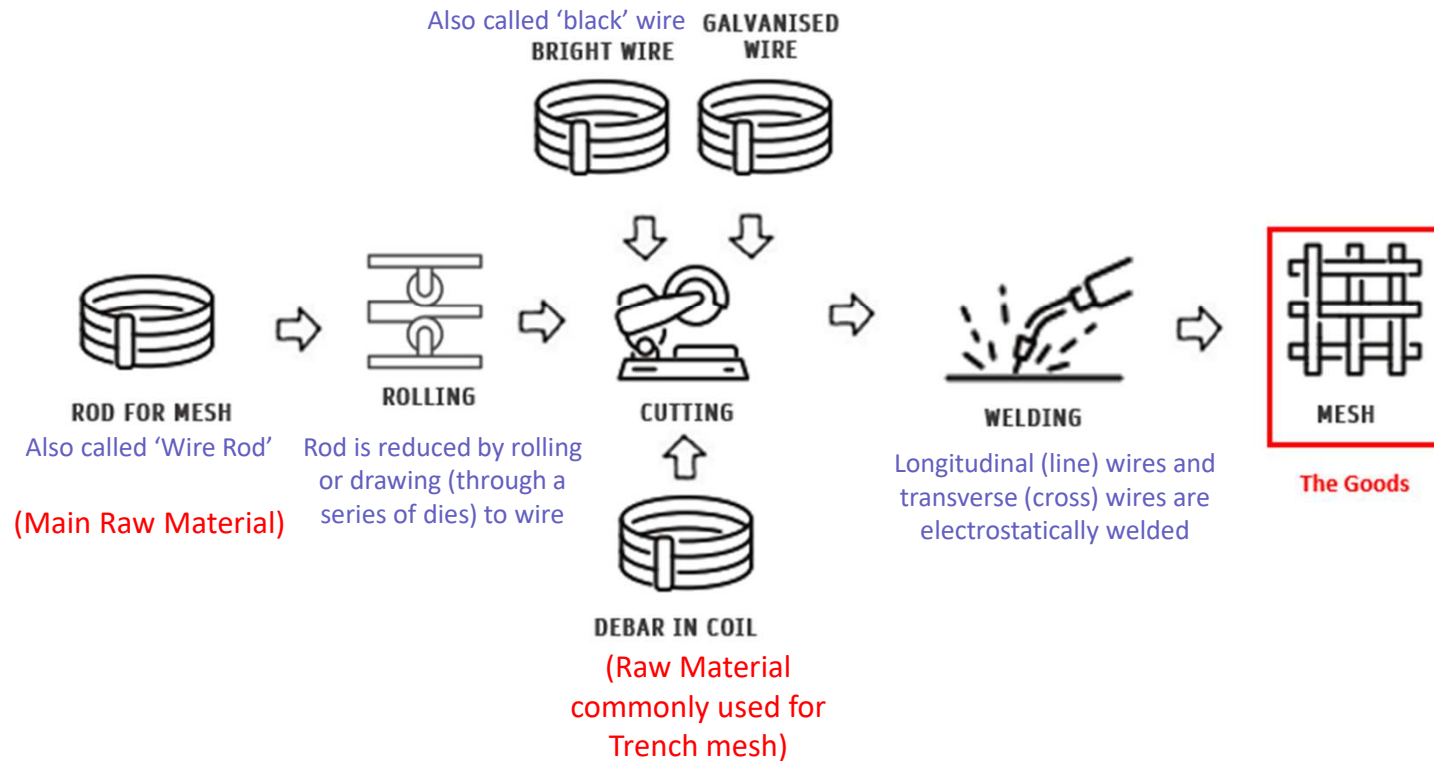 Also called ‘black’ wire
BRIGHT WIRE
GALVANISED
WIRE
ROD FOR MESH
Also called ‘Wire Rod’
(Main Raw Material)
ROLLING
Rod is reduced by rolling
or drawing (through a
series of dies) to wire
CUTTING
DEBAR IN COIL
(Raw Material
commonly used for
Trench mesh)
WELDING
Longitudinal (line) wires and
transverse (cross) wires are
electrostatically welded
MESH
The Goods